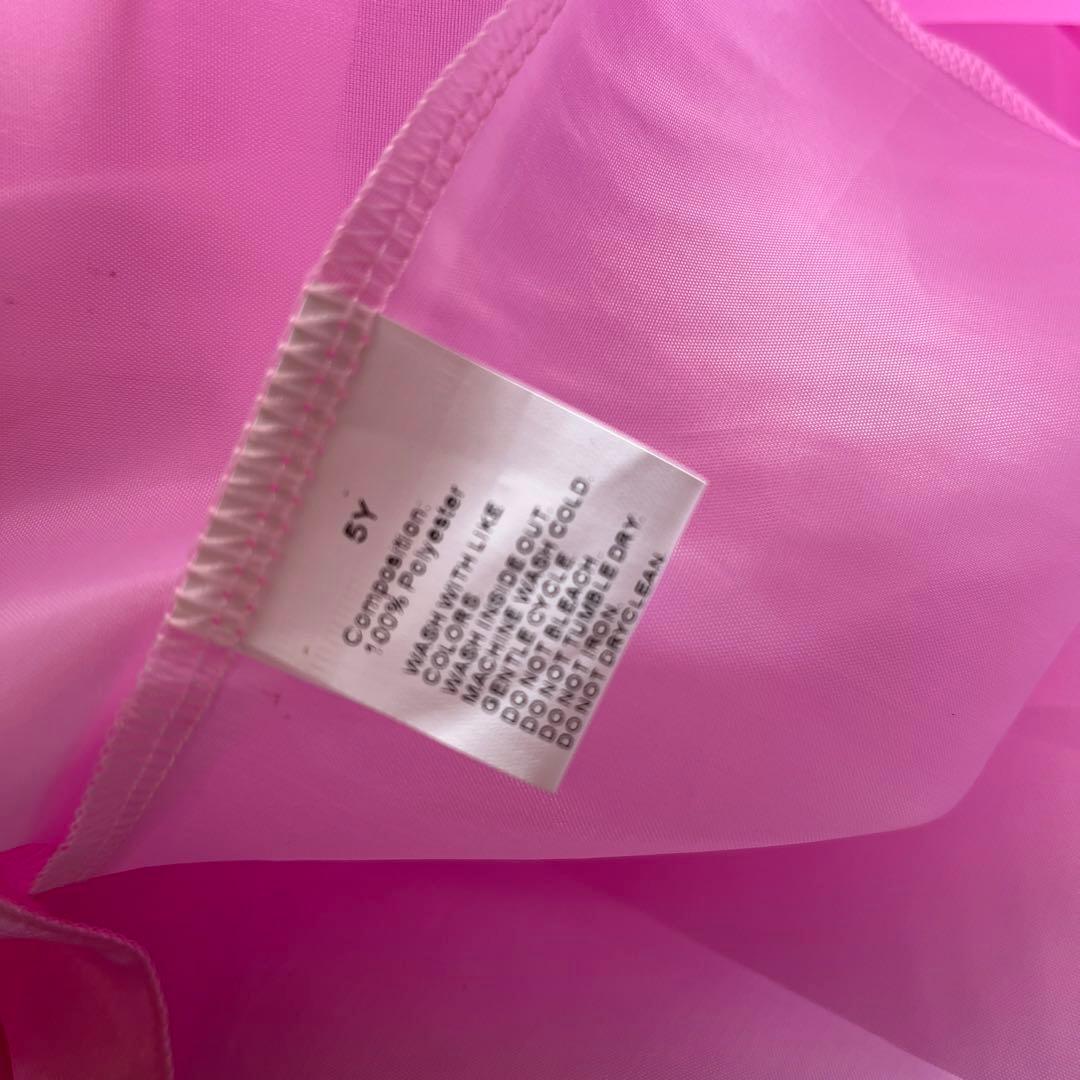 5Y
Composition:
100% Polyester
WASH WITH LIKE
COLORS
WASH INSIDE OUT.
MACHINE WASH COLD.
GENTLE CYCLE.
DO NOT BLEACH.
DO NOT TUMBLE DRY.
DO NOT IRON.
DO NOT DRYCLEAN